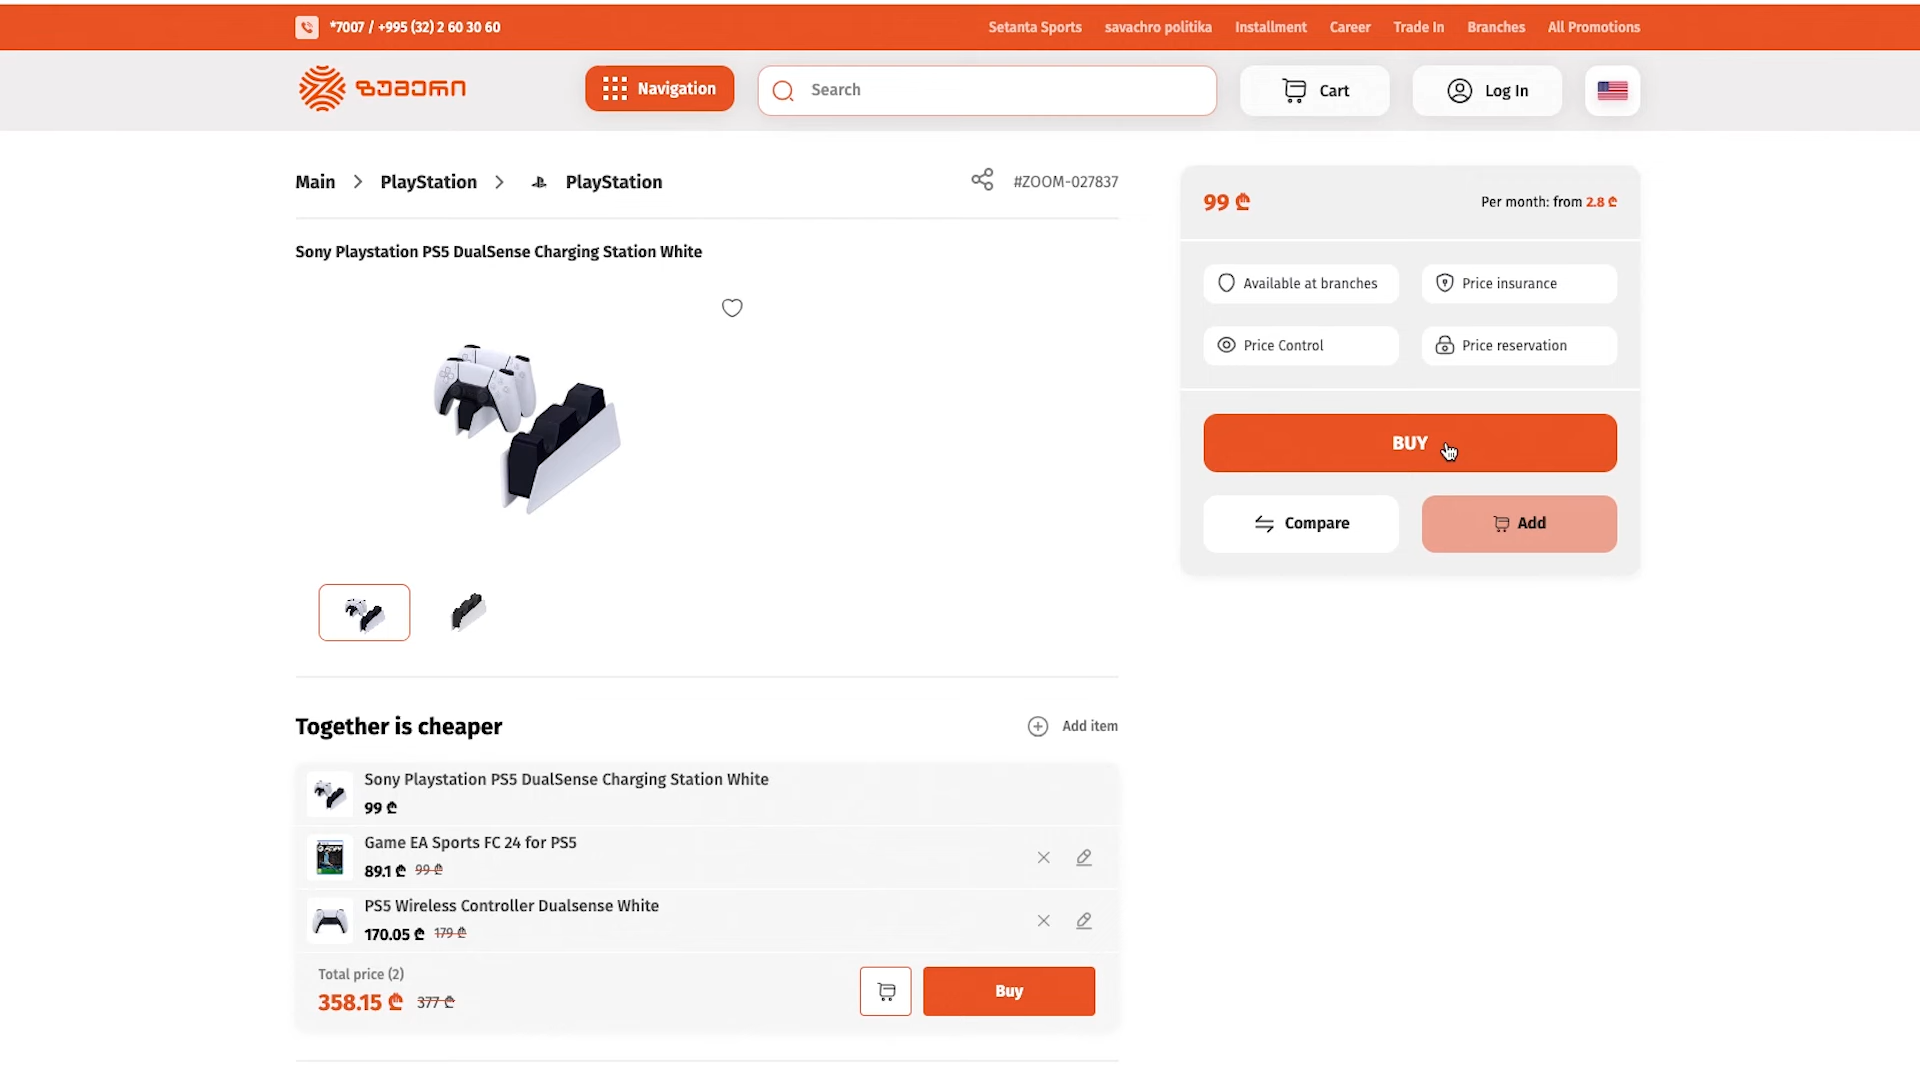 *7007 / +995 (32) 2 60 30 60
Setanta Sports
savachro politika
Installment
Career
Trade In
Branches
All Promotions
ზუმერი
Navigation
Search
Cart
Log In
Main
PlayStation
PlayStation
#ZOOM-027837
Sony Playstation PS5 DualSense Charging Station White
99 ₾
Per month: from 2.8 ₾
Available at branches
Price insurance
Price Control
Price reservation
BUY
Compare
Add
Together is cheaper
Add item
Sony Playstation PS5 DualSense Charging Station White
99 ₾
Game EA Sports FC 24 for PS5
89.1 ₾ 99 ₾
PS5 Wireless Controller Dualsense White
170.05 ₾ 179 ₾
Total price (2)
358.15 ₾ 377 ₾
Buy